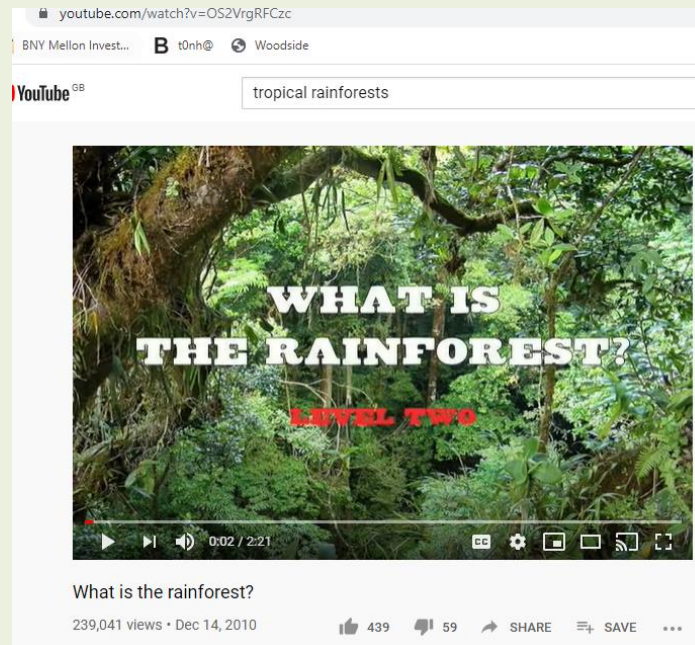 youtube.com/watch?v=OS2VrgRFCzc
BNY Mellon Invest... B t0nh@ Woodside
YouTube GB tropical rainforests
WHAT IS
THE RAINFOREST?
LEVEL TWO
0:02 / 2:21 CC
What is the rainforest?
239,041 views • Dec 14, 2010 439 59 SHARE SAVE ...